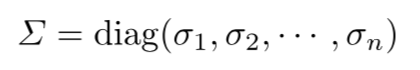 Σ = diag(σ₁, σ₂, ⋯ , σₙ)